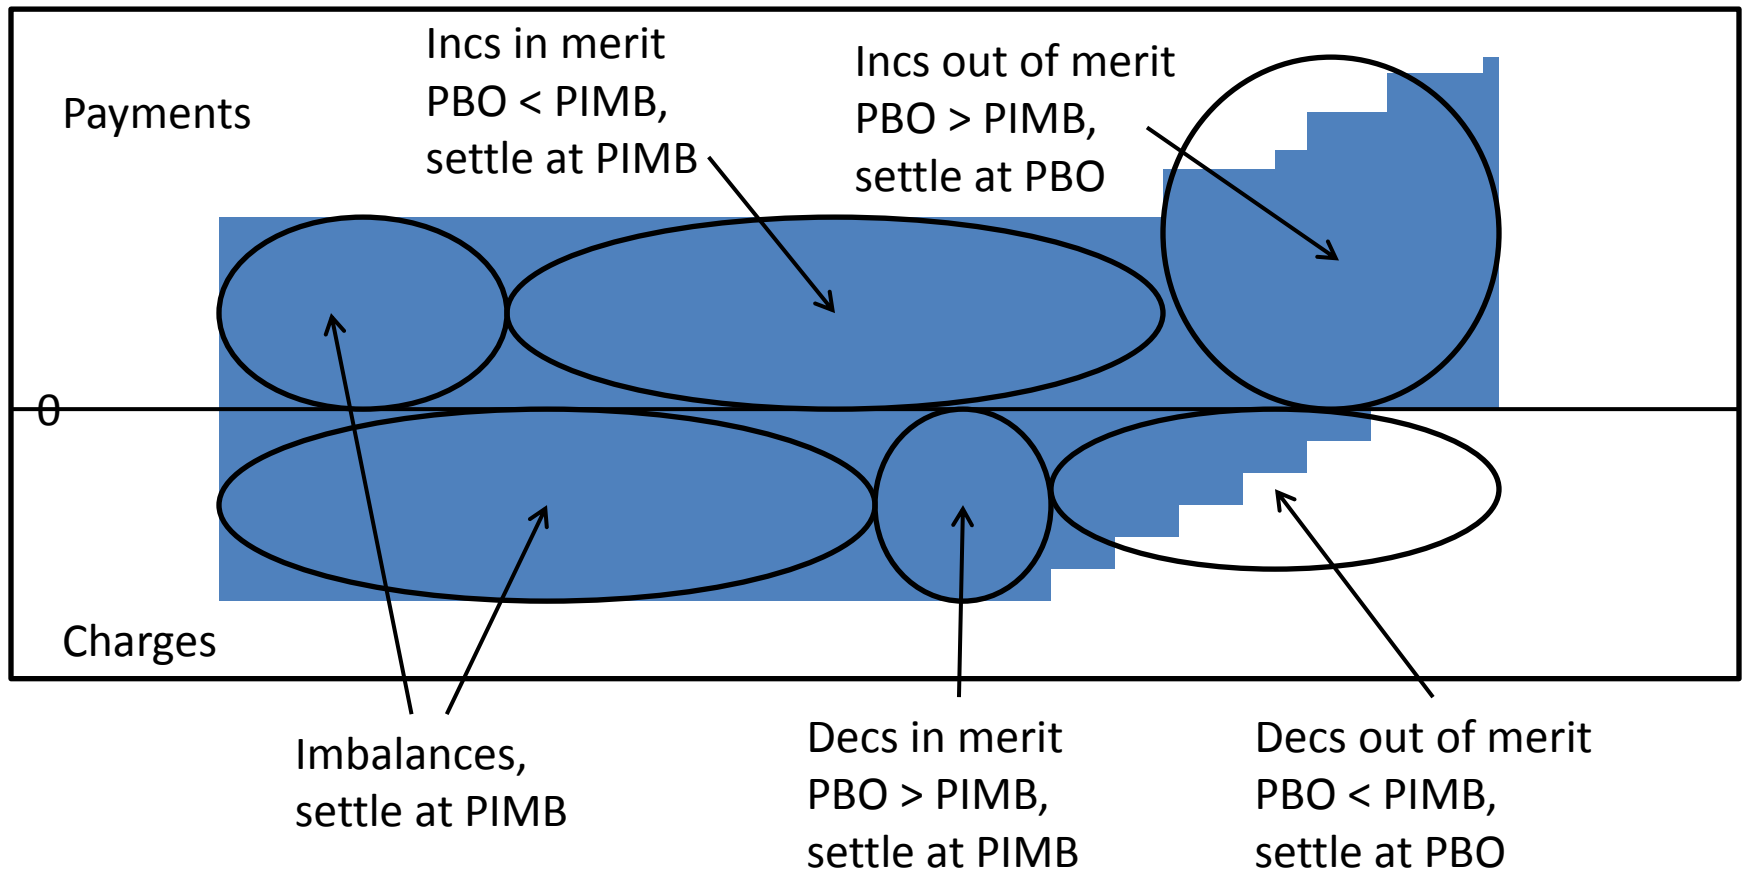 Incs in merit
PBO < PIMB,
settle at PIMB
Incs out of merit
PBO > PIMB,
settle at PBO
Payments
0
Charges
Imbalances,
settle at PIMB
Decs in merit
PBO > PIMB,
settle at PIMB
Decs out of merit
PBO < PIMB,
settle at PBO